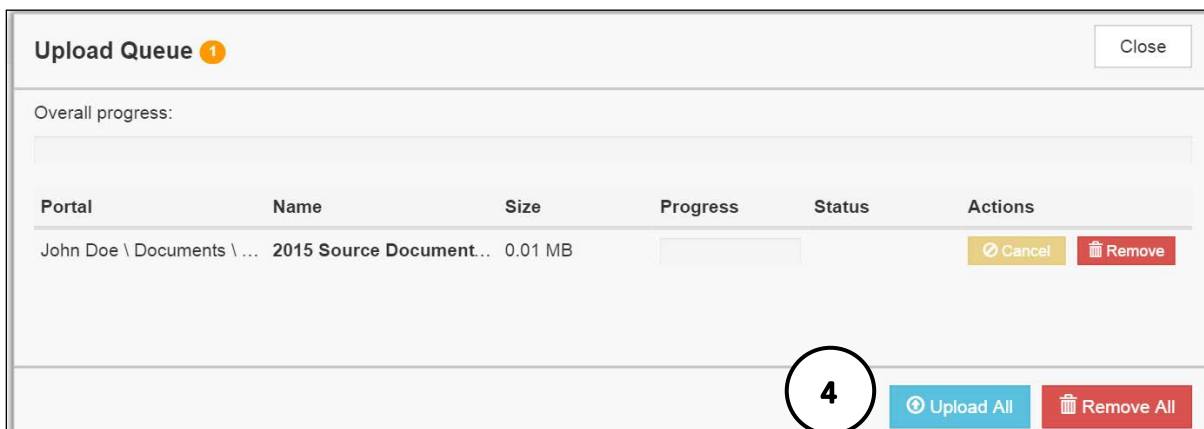 Upload Queue 1
Close
Overall progress:
Portal Name Size Progress Status Actions
John Doe \ Documents \ ... 2015 Source Document... 0.01 MB Cancel Remove
4 Upload All Remove All